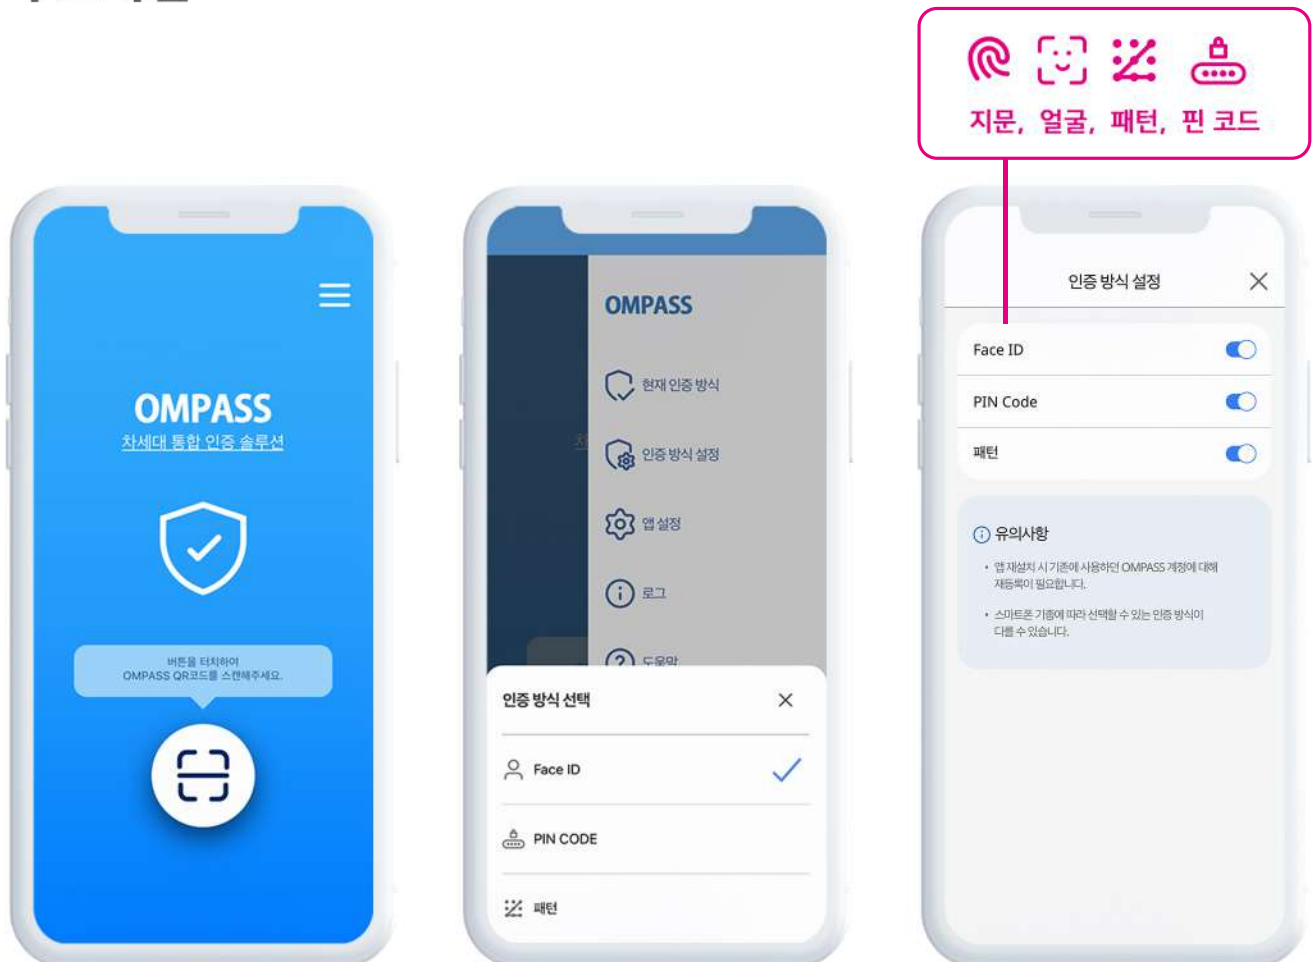 지문, 얼굴, 패턴, 핀 코드
OMPASS
차세대 통합 인증 솔루션
버튼을 터치하여
OMPASS QR코드를 스캔해주세요.
OMPASS
현재 인증 방식
인증 방식 설정
앱 설정
로그
도움말
인증 방식 선택
Face ID
PIN CODE
패턴
인증 방식 설정
Face ID
PIN Code
패턴
유의사항
• 앱 재설치 시 기존에 사용하던 OMPASS 계정에 대해
재등록이 필요합니다.
• 스마트폰 기종에 따라 선택할 수 있는 인증 방식이
다를 수 있습니다.